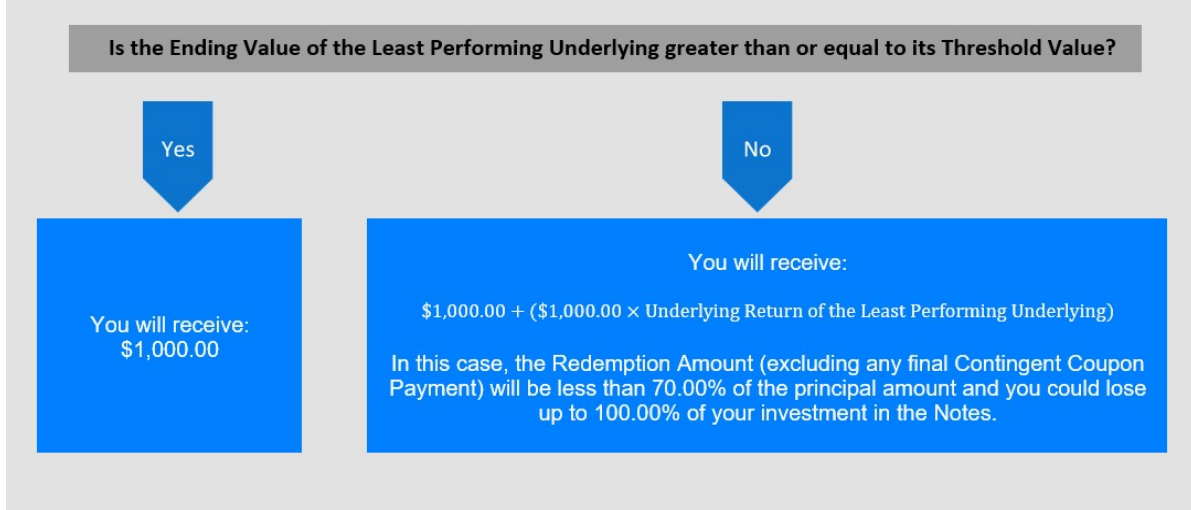 Is the Ending Value of the Least Performing Underlying greater than or equal to its Threshold Value?
Yes
No
You will receive:
$1,000.00
You will receive:
$1,000.00 + ($1,000.00 × Underlying Return of the Least Performing Underlying)
In this case, the Redemption Amount (excluding any final Contingent Coupon
Payment) will be less than 70.00% of the principal amount and you could lose
up to 100.00% of your investment in the Notes.